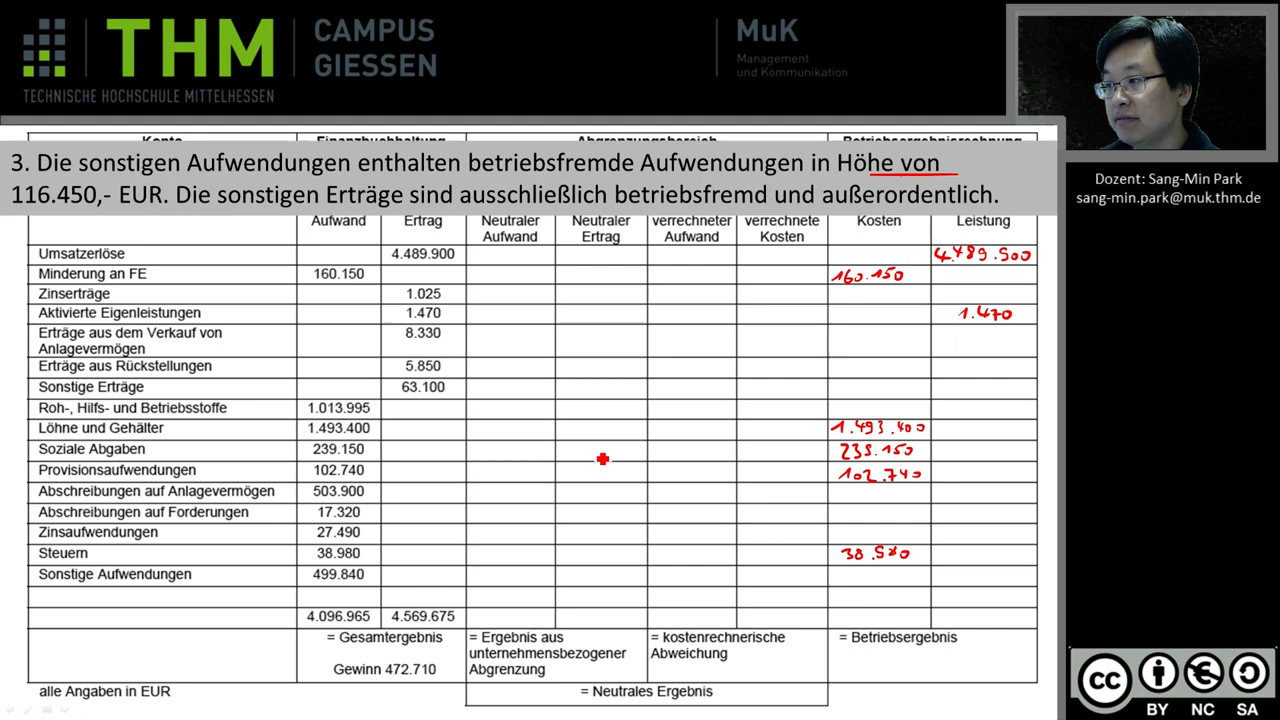 THM
CAMPUS
GIESSEN
TECHNISCHE HOCHSCHULE MITTELHESSEN
MuK
Management
und Kommunikation
Dozent: Sang-Min Park
sang-min.park@muk.thm.de
Konto Finanzbuchhaltung Abgrenzungsbereich Betriebsergebnisrechnung
3. Die sonstigen Aufwendungen enthalten betriebsfremde Aufwendungen in Höhe von
116.450,- EUR. Die sonstigen Erträge sind ausschließlich betriebsfremd und außerordentlich.
Aufwand Ertrag Neutraler Aufwand Neutraler Ertrag verrechneter Aufwand verrechnete Kosten Kosten Leistung
Umsatzerlöse 4.489.900 4.489.900
Minderung an FE 160.150 160.150
Zinserträge 1.025
Aktivierte Eigenleistungen 1.470 1.470
Erträge aus dem Verkauf von 8.330
Anlagevermögen
Erträge aus Rückstellungen 5.850
Sonstige Erträge 63.100
Roh-, Hilfs- und Betriebsstoffe 1.013.995
Löhne und Gehälter 1.493.400 1.493.400
Soziale Abgaben 239.150 239.150
Provisionsaufwendungen 102.740 102.740
Abschreibungen auf Anlagevermögen 503.900
Abschreibungen auf Forderungen 17.320
Zinsaufwendungen 27.490
Steuern 38.980 38.980
Sonstige Aufwendungen 499.840
4.096.965 4.569.675
= Gesamtergebnis
Gewinn 472.710
= Ergebnis aus
unternehmensbezogener
Abgrenzung
= kostenrechnerische
Abweichung
= Betriebsergebnis
alle Angaben in EUR = Neutrales Ergebnis
cc
BY NC SA